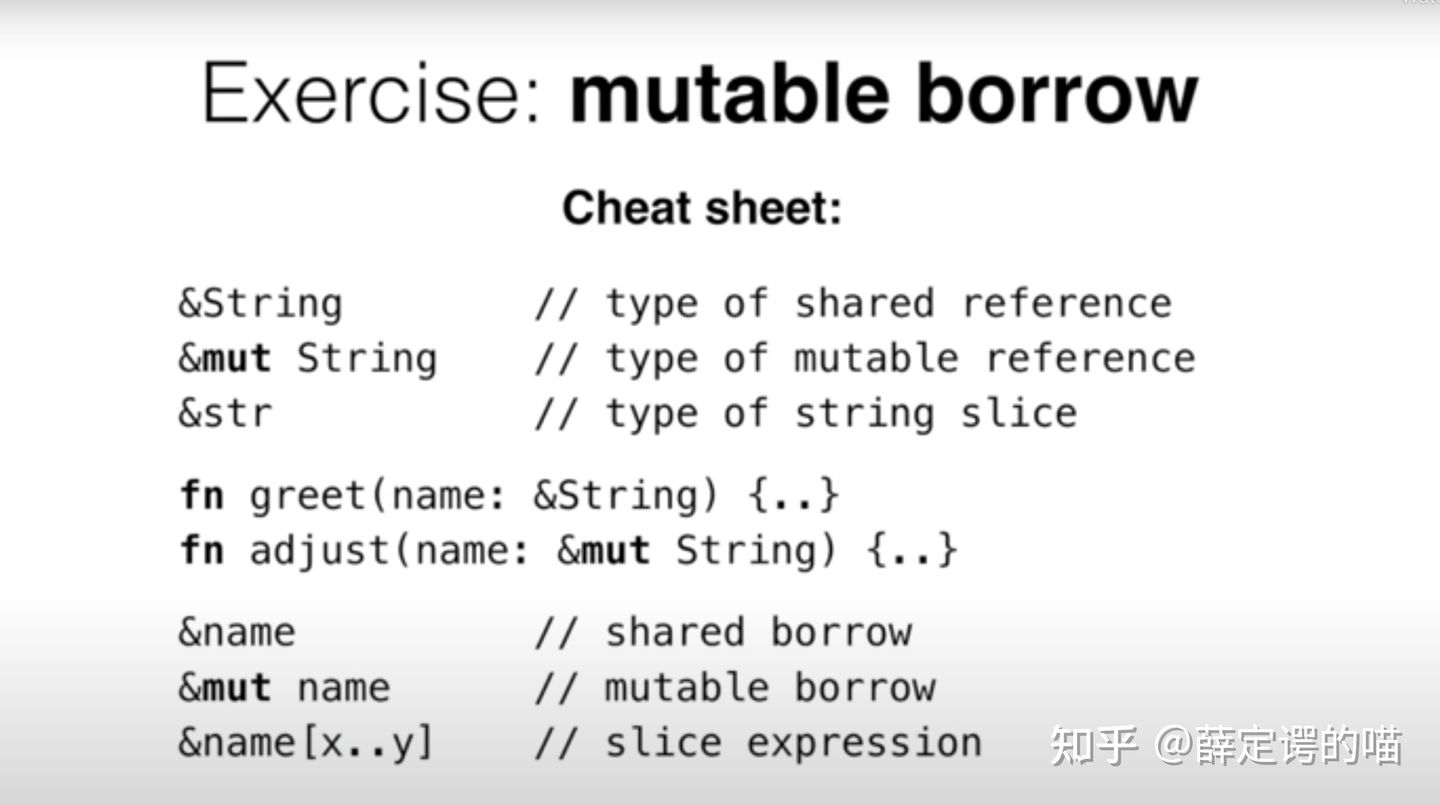 Exercise: mutable borrow
Cheat sheet:
&String // type of shared reference
&mut String // type of mutable reference
&str // type of string slice
fn greet(name: &String) {..}
fn adjust(name: &mut String) {..}
&name // shared borrow
&mut name // mutable borrow
&name[x..y] // slice expression
知乎 @薛定谔的喵